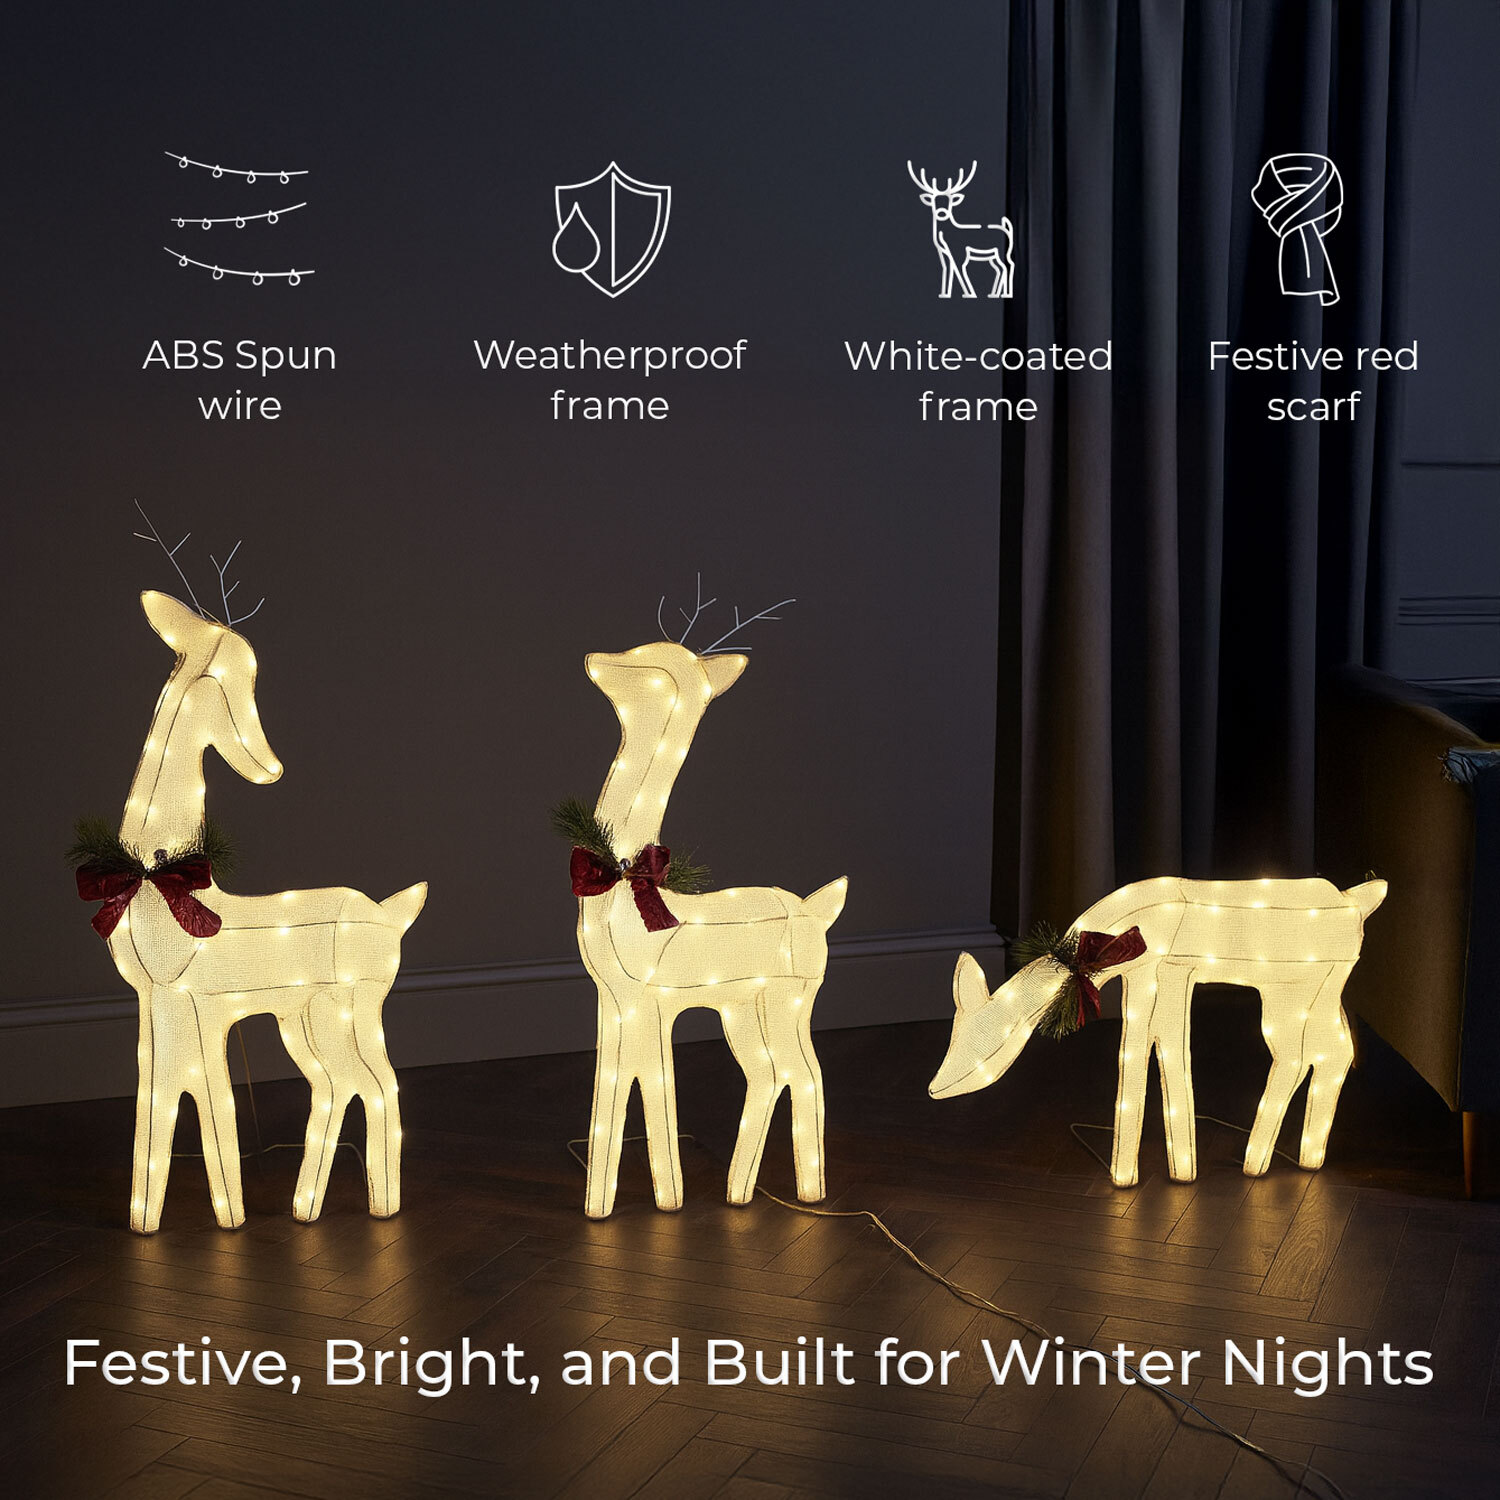 ABS Spun
wire
Weatherproof
frame
White-coated
frame
Festive red
scarf
Festive, Bright, and Built for Winter Nights